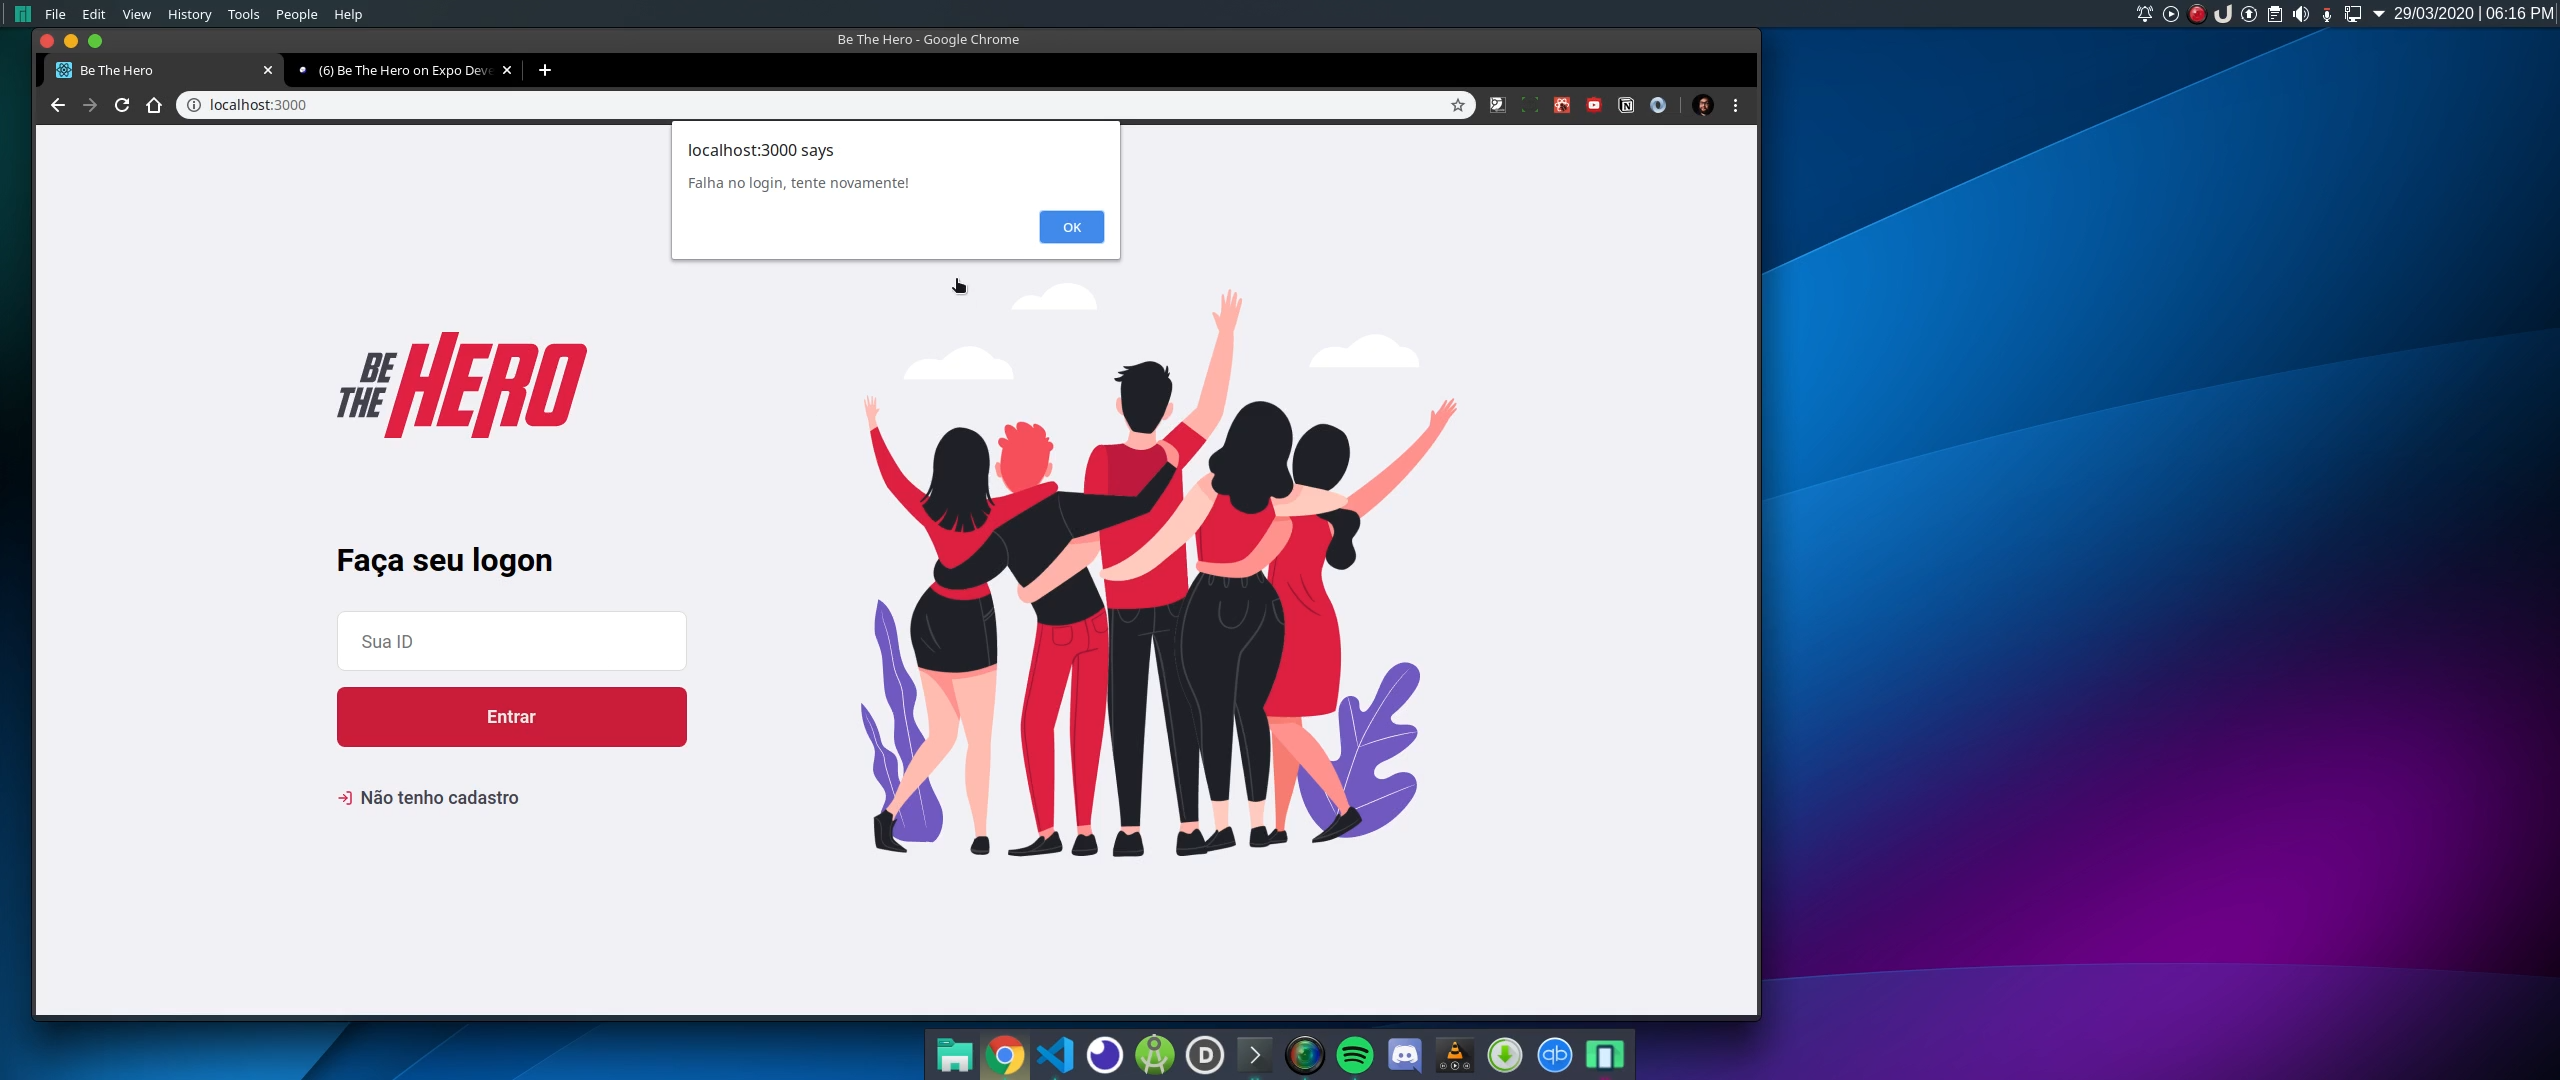 File Edit View History Tools People Help
29/03/2020 | 06:16 PM
Be The Hero - Google Chrome
Be The Hero
(6) Be The Hero on Expo Deve
localhost:3000
localhost:3000 says
Falha no login, tente novamente!
OK
BE
THE
HERO
Faça seu logon
Sua ID
Entrar
Não tenho cadastro
D
qb